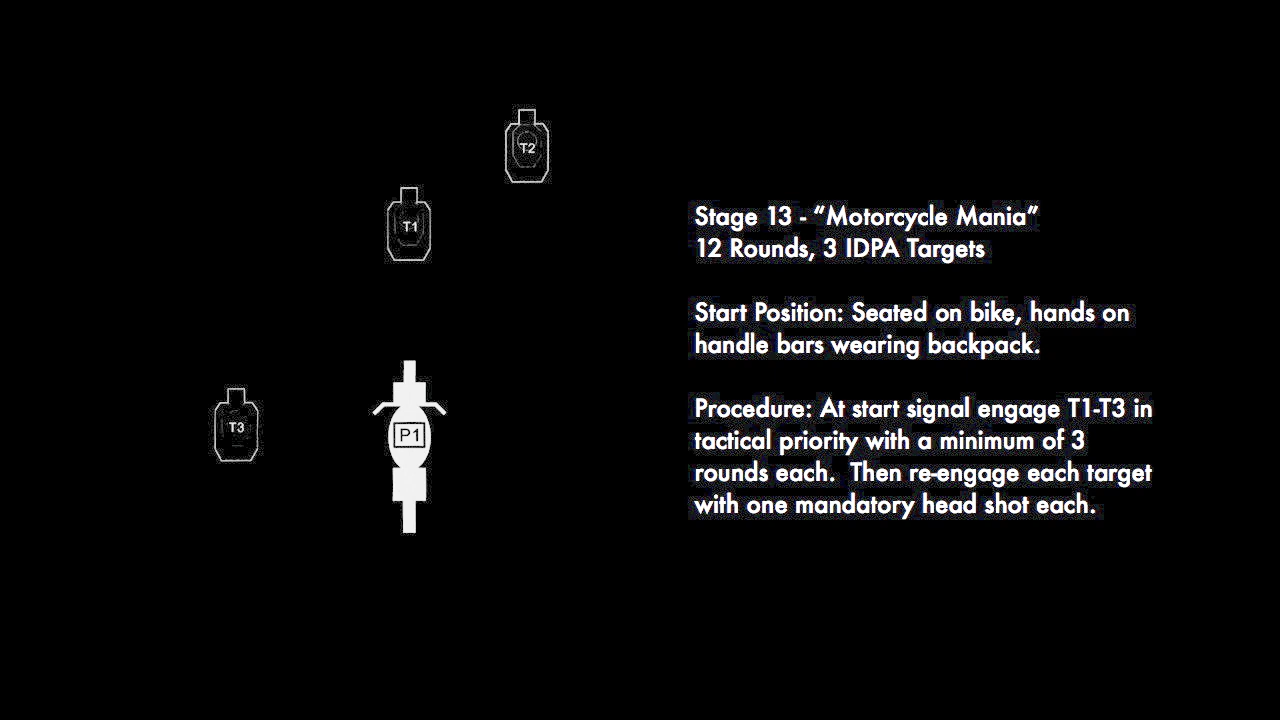 T2
T1
Stage 13 - “Motorcycle Mania”
12 Rounds, 3 IDPA Targets
Start Position: Seated on bike, hands on
handle bars wearing backpack.
T3
P1
Procedure: At start signal engage T1-T3 in
tactical priority with a minimum of 3
rounds each.  Then re-engage each target
with one mandatory head shot each.